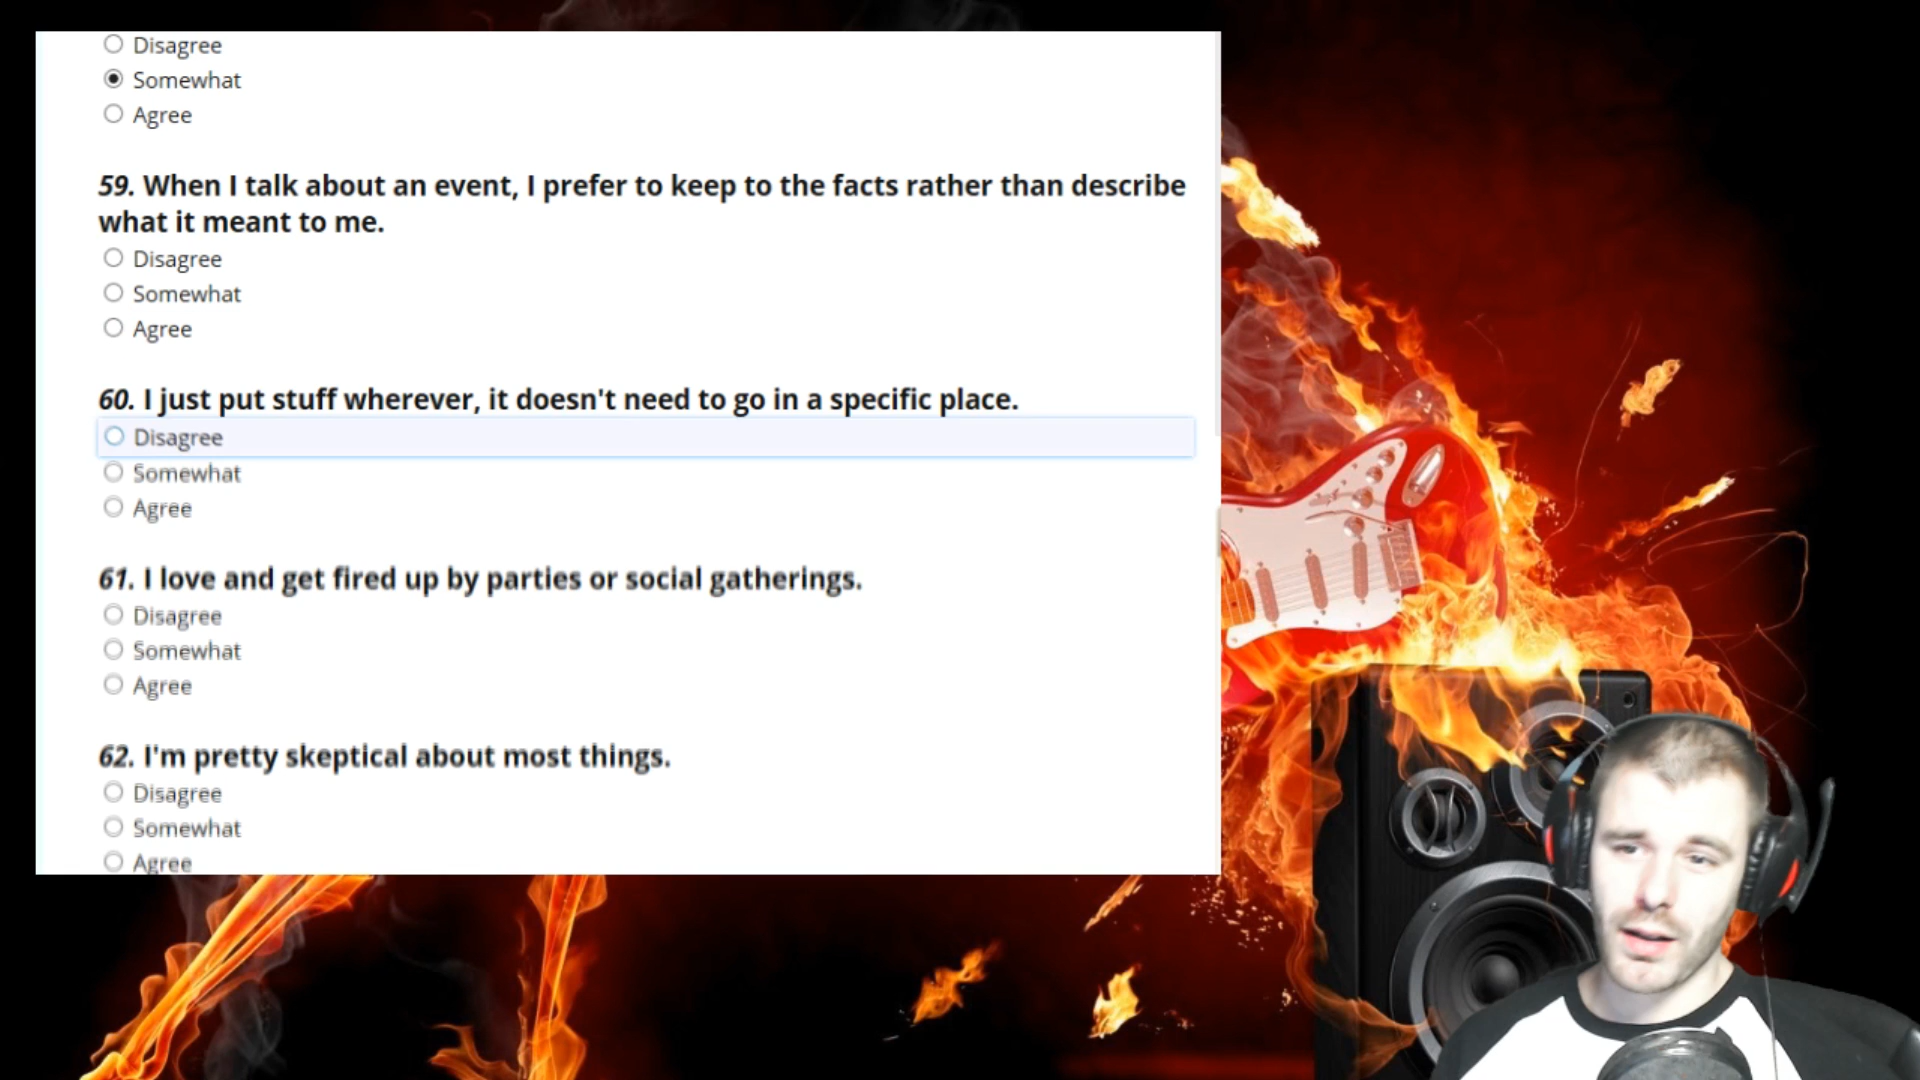 Disagree
Somewhat
Agree
59. When I talk about an event, I prefer to keep to the facts rather than describe
what it meant to me.
Disagree
Somewhat
Agree
60. I just put stuff wherever, it doesn't need to go in a specific place.
Disagree
Somewhat
Agree
61. I love and get fired up by parties or social gatherings.
Disagree
Somewhat
Agree
62. I'm pretty skeptical about most things.
Disagree
Somewhat
Agree